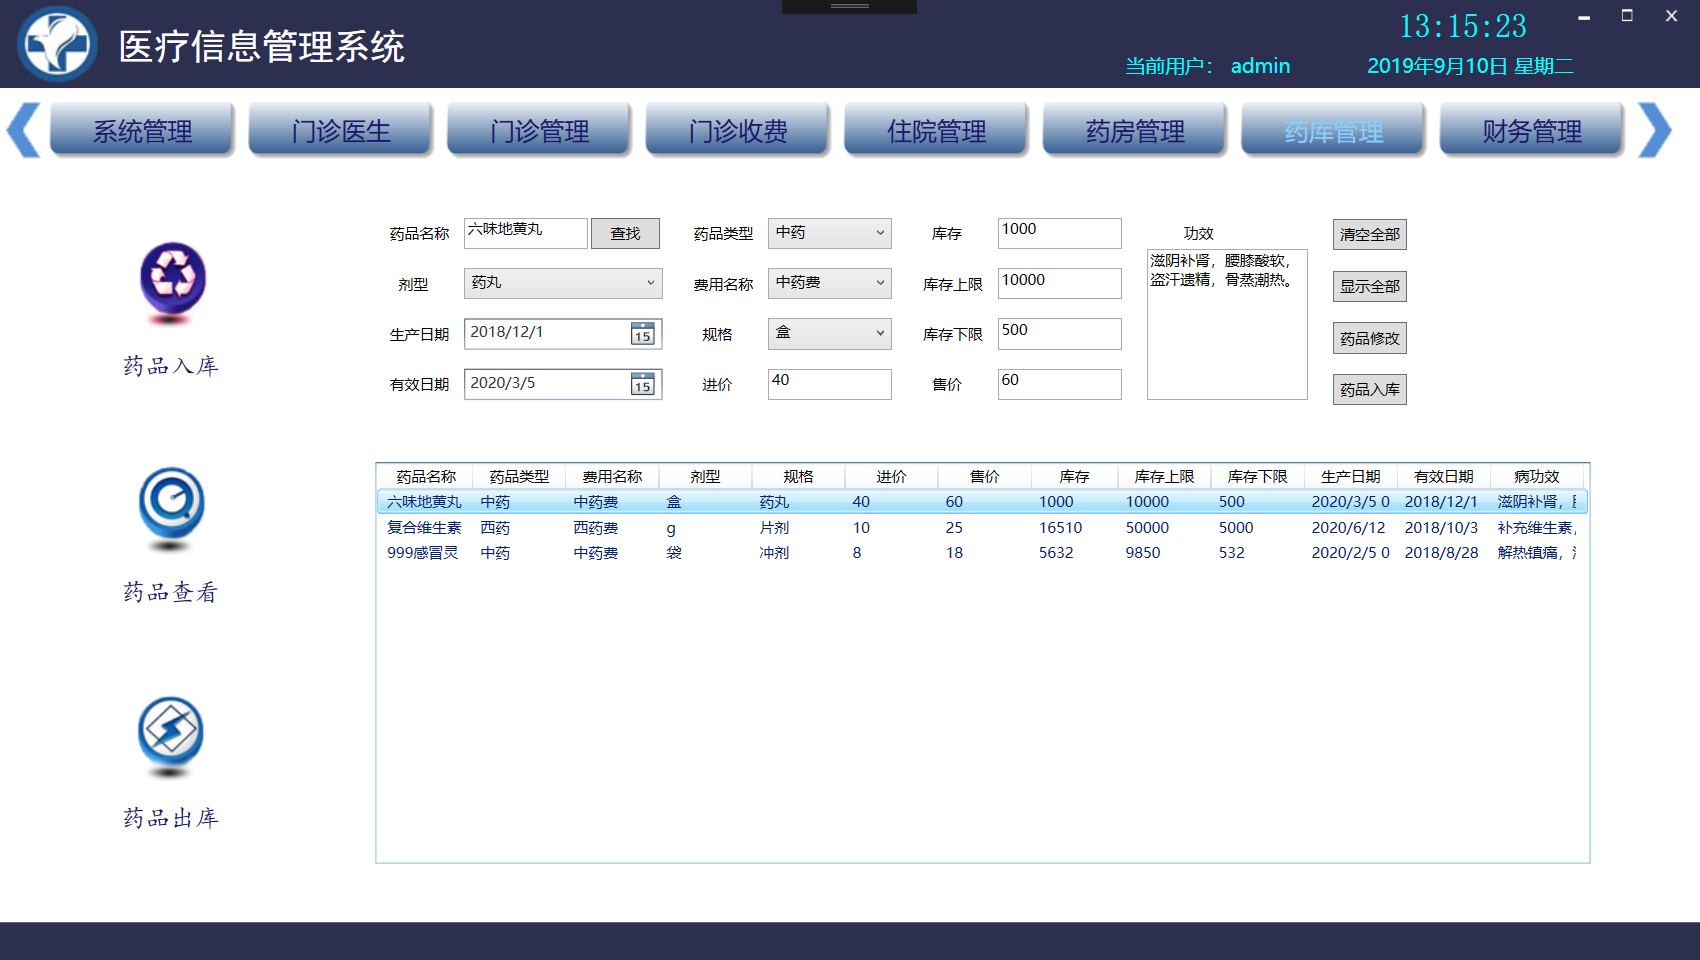 医疗信息管理系统
13:15:23
当前用户： admin
2019年9月10日 星期二
系统管理 门诊医生 门诊管理 门诊收费 住院管理 药房管理 药库管理 财务管理
药品名称 六味地黄丸 查找 药品类型 中药 库存 1000 功效 清空全部
滋阴补肾，腰膝酸软，
盗汗遗精，骨蒸潮热。
剂型 药丸 费用名称 中药费 库存上限 10000 显示全部
生产日期 2018/12/1 15 规格 盒 库存下限 500 药品修改
有效日期 2020/3/5 15 进价 40 售价 60 药品入库
药品入库
药品查看
药品出库
药品名称 药品类型 费用名称 剂型 规格 进价 售价 库存 库存上限 库存下限 生产日期 有效日期 病功效
六味地黄丸 中药 中药费 盒 药丸 40 60 1000 10000 500 2020/3/5 0 2018/12/1 滋阴补肾，
复合维生素 西药 西药费 g 片剂 10 25 16510 50000 5000 2020/6/12 2018/10/3 补充维生素，
999感冒灵 中药 中药费 袋 冲剂 8 18 5632 9850 532 2020/2/5 0 2018/8/28 解热镇痛，